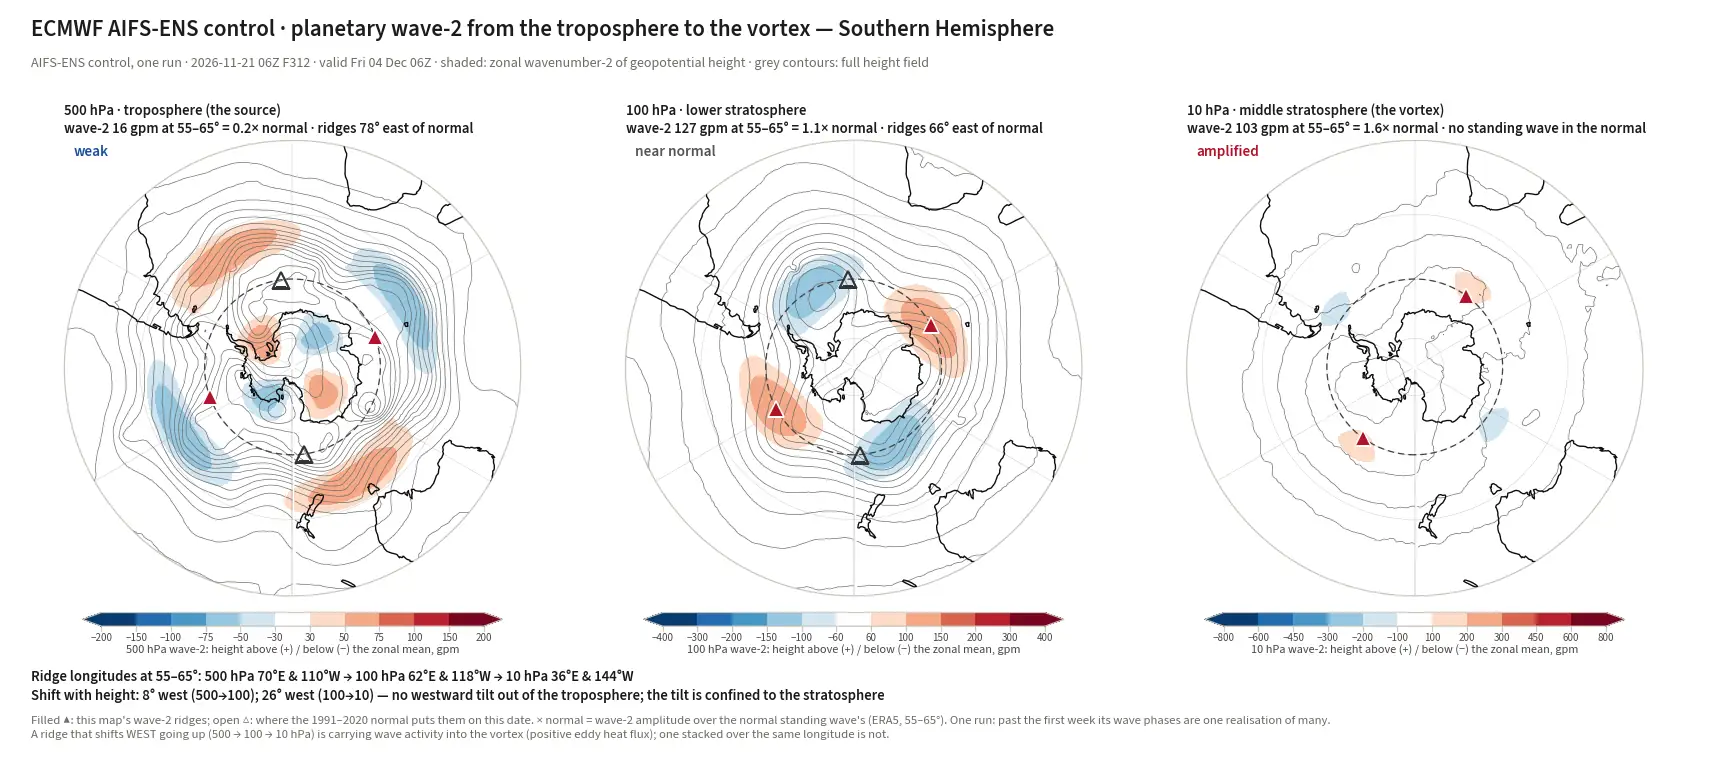 ECMWF AIFS-ENS control · planetary wave-2 from the troposphere to the vortex — Southern Hemisphere
AIFS-ENS control, one run · 2026-11-21 06Z F312 · valid Fri 04 Dec 06Z · shaded: zonal wavenumber-2 of geopotential height · grey contours: full height field
500 hPa · troposphere (the source)
wave-2 16 gpm at 55–65° = 0.2× normal · ridges 78° east of normal
weak
100 hPa · lower stratosphere
wave-2 127 gpm at 55–65° = 1.1× normal · ridges 66° east of normal
near normal
10 hPa · middle stratosphere (the vortex)
wave-2 103 gpm at 55–65° = 1.6× normal · no standing wave in the normal
amplified
−200 −150 −100 −75 −50 −30 30 50 75 100 150 200
500 hPa wave-2: height above (+) / below (−) the zonal mean, gpm
−400 −300 −200 −150 −100 −60 60 100 150 200 300 400
100 hPa wave-2: height above (+) / below (−) the zonal mean, gpm
−800 −600 −450 −300 −200 −100 100 200 300 450 600 800
10 hPa wave-2: height above (+) / below (−) the zonal mean, gpm
Ridge longitudes at 55–65°: 500 hPa 70°E & 110°W → 100 hPa 62°E & 118°W → 10 hPa 36°E & 144°W
Shift with height: 8° west (500→100); 26° west (100→10) — no westward tilt out of the troposphere; the tilt is confined to the stratosphere
Filled ▲: this map's wave-2 ridges; open △: where the 1991–2020 normal puts them on this date. × normal = wave-2 amplitude over the normal standing wave's (ERA5, 55–65°). One run: past the first week its wave phases are one realisation of many.
A ridge that shifts WEST going up (500 → 100 → 10 hPa) is carrying wave activity into the vortex (positive eddy heat flux); one stacked over the same longitude is not.